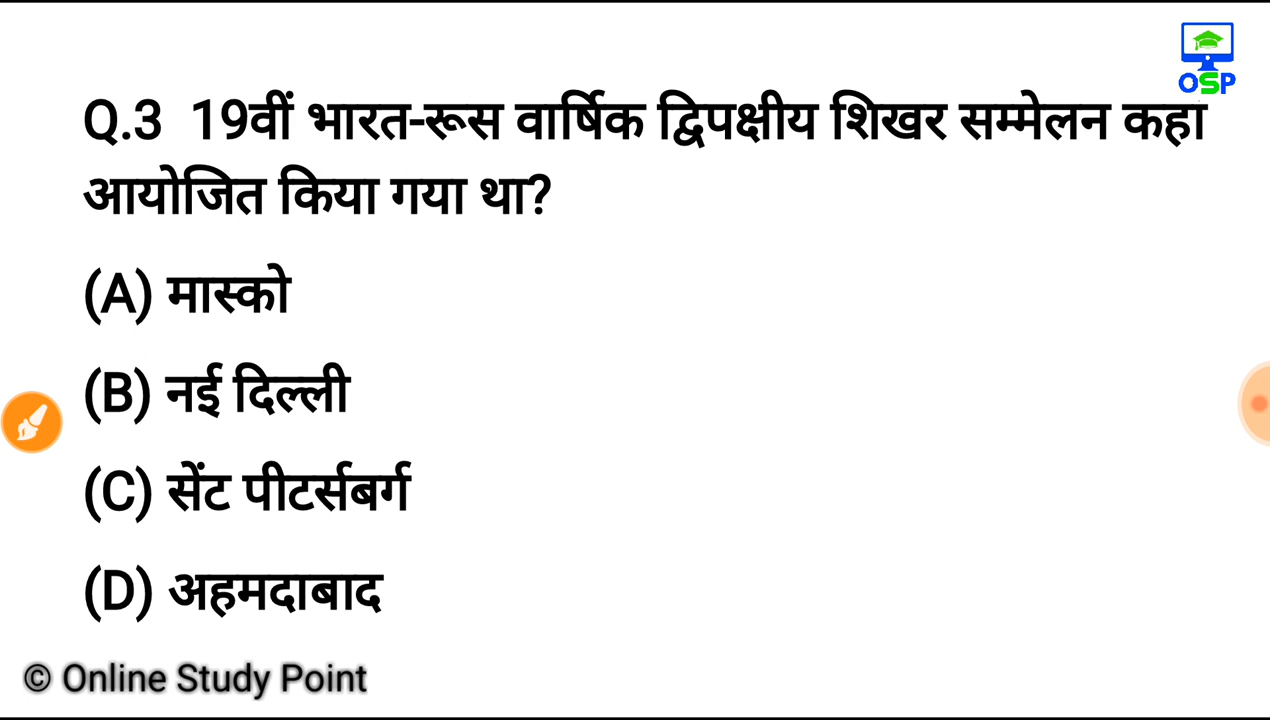 OSP
Q.3 19वीं भारत-रूस वार्षिक द्विपक्षीय शिखर सम्मेलन कहा
आयोजित किया गया था?
(A) मास्को
(B) नई दिल्ली
(C) सेंट पीटर्सबर्ग
(D) अहमदाबाद
© Online Study Point